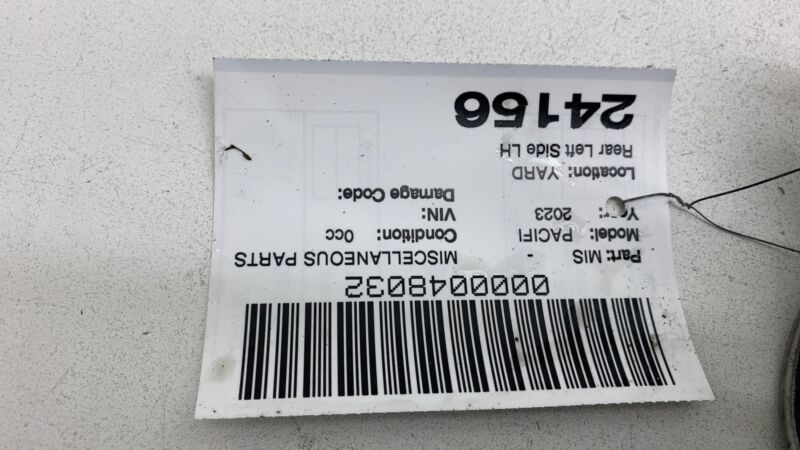 0000048032
Part: MIS - MISCELLANEOUS PARTS
Model: PACIFI Condition: 0cc
Year: 2023 VIN:
Damage Code:
Location: YARD
Rear Left Side LH
24156